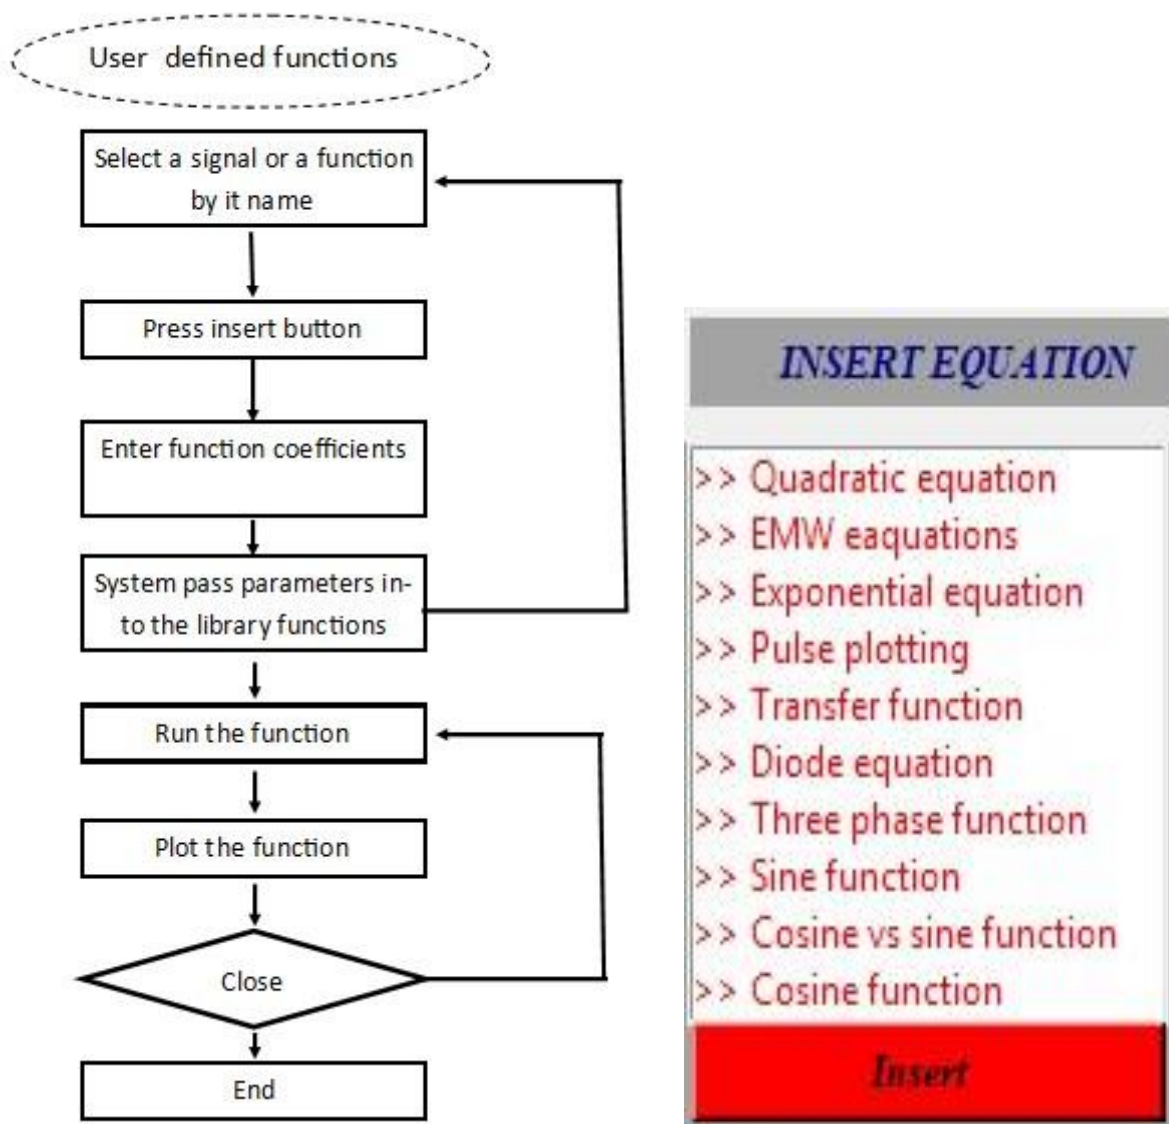 User defined functions
Select a signal or a function
by it name
Press insert button
Enter function coefficients
System pass parameters in-
to the library functions
Run the function
Plot the function
Close
End
INSERT EQUATION
>> Quadratic equation
>> EMW eaquations
>> Exponential equation
>> Pulse plotting
>> Transfer function
>> Diode equation
>> Three phase function
>> Sine function
>> Cosine vs sine function
>> Cosine function
Insert